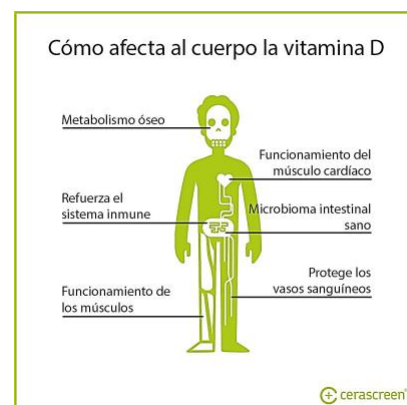 Cómo afecta al cuerpo la vitamina D
Metabolismo óseo
Funcionamiento del
músculo cardíaco
Refuerza el
sistema inmune
Microbioma intestinal
sano
Protege los
vasos sanguíneos
Funcionamiento de
los músculos
cerascreen®